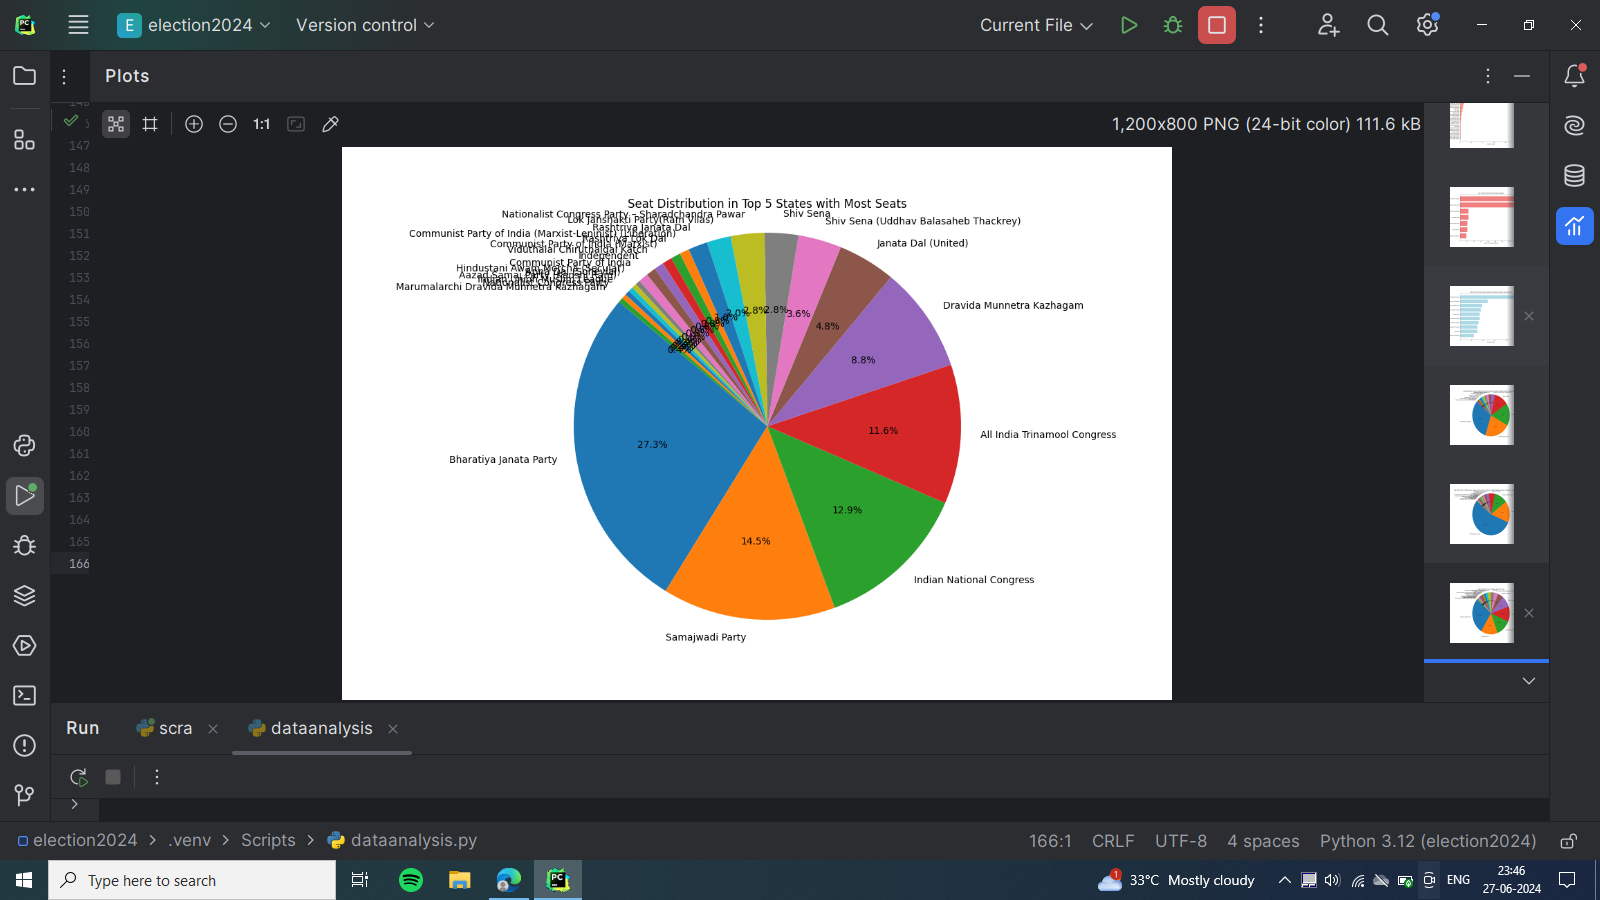 E election2024
Version control
Current File
Plots
1:1
1,200x800 PNG (24-bit color) 111.6 kB
147
148
149
150
151
152
153
154
155
156
157
158
159
160
161
162
163
164
165
166
Seat Distribution in Top 5 States with Most Seats
Nationalist Congress Party – Sharadchandra Pawar
Shiv Sena
Lok Janshakti Party(Ram Vilas)
Shiv Sena (Uddhav Balasaheb Thackrey)
Rashtriya Janata Dal
Communist Party of India (Marxist-Leninist) (Liberation)
Rashtriya Lok Dal
Janata Dal (United)
Communist Party of India (Marxist)
Viduthalai Chiruthaigal Katchi
Independent
Communist Party of India
Hindustani Awam Morcha (Secular)
Aazad Samaj Party (Kanshi Ram)
Nationalist Congress Party
Marumalarchi Dravida Munnetra Kazhagam
Dravida Munnetra Kazhagam
2.0%
2.8%
2.8%
3.6%
4.8%
8.8%
11.6%
All India Trinamool Congress
27.3%
Bharatiya Janata Party
12.9%
14.5%
Indian National Congress
Samajwadi Party
Run
scra
dataanalysis
election2024 > .venv > Scripts > dataanalysis.py
166:1 CRLF UTF-8 4 spaces Python 3.12 (election2024)
Type here to search
33°C Mostly cloudy
ENG
23:46
27-06-2024